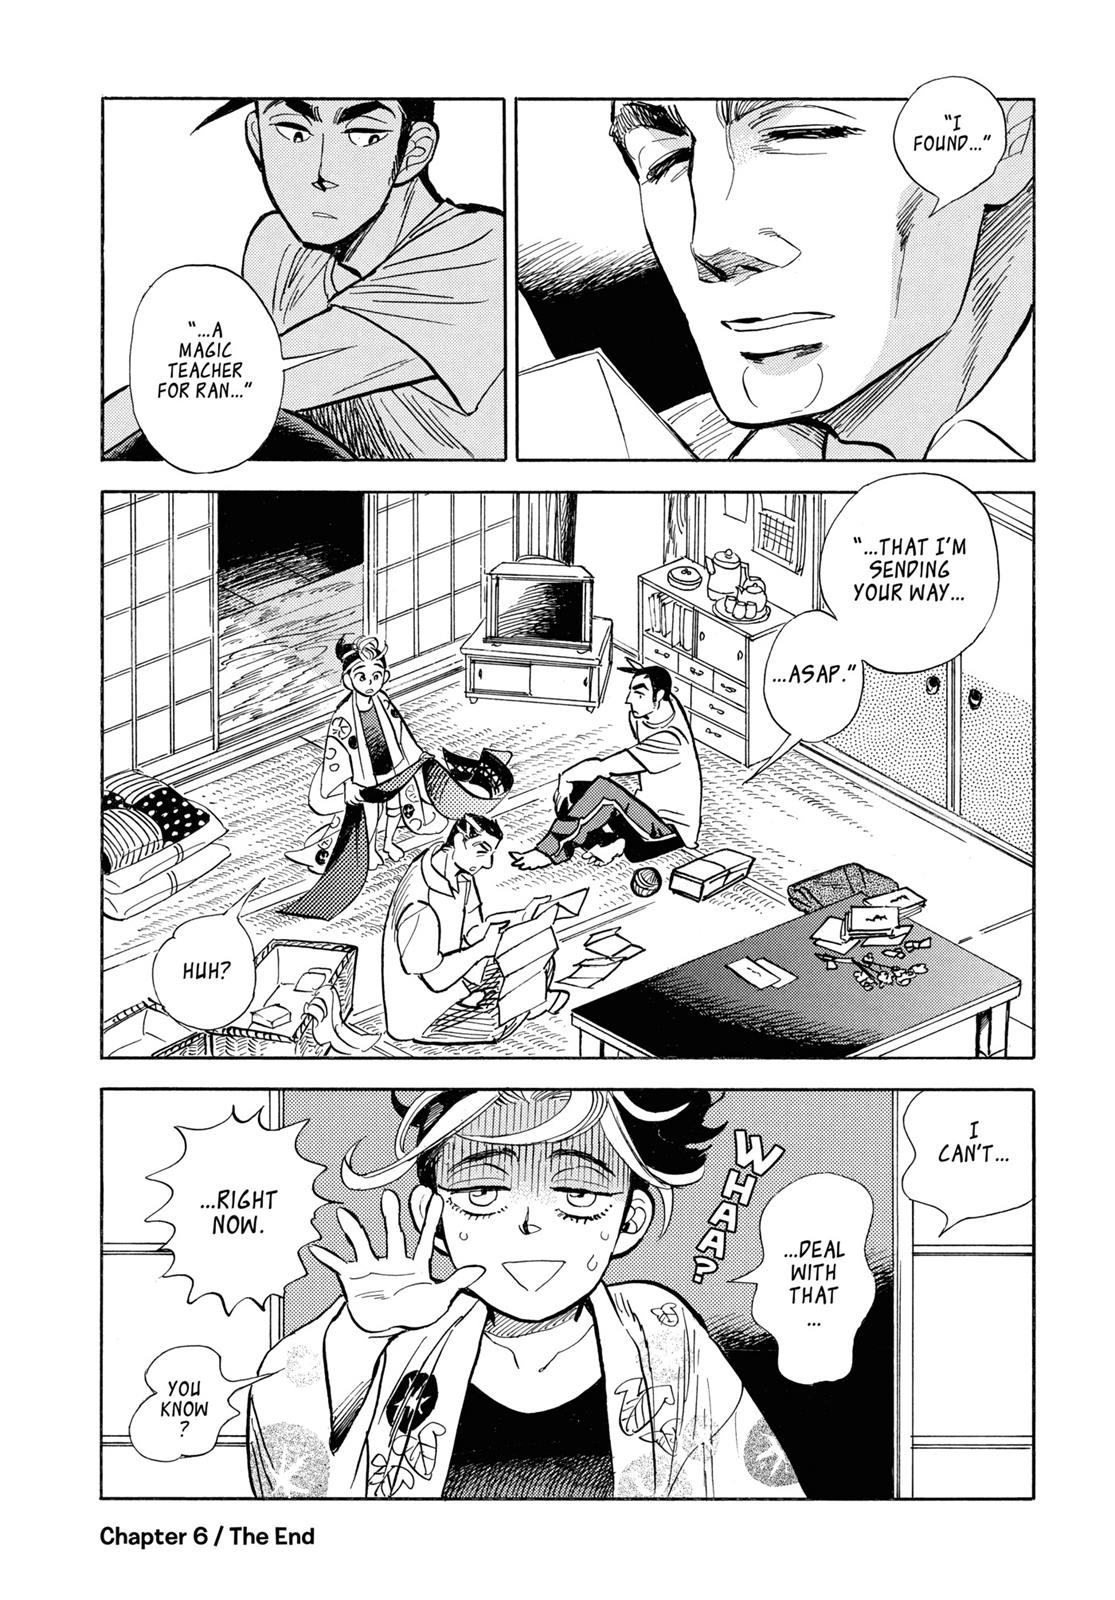 "I
FOUND..."
"...A
MAGIC
TEACHER
FOR RAN..."
"...THAT I'M
SENDING
YOUR WAY...
...ASAP."
HUH?
I
CAN'T...
...DEAL
WITH
THAT
...
WHAA?
...RIGHT
NOW.
YOU
KNOW
?
Chapter 6 / The End